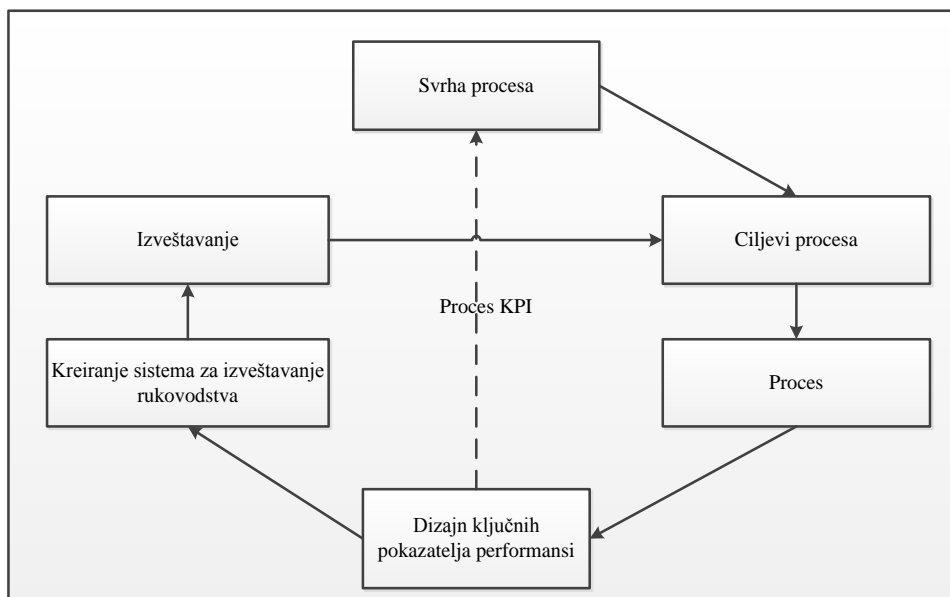 Svrha procesa
Izveštavanje
Ciljevi procesa
Proces KPI
Kreiranje sistema za izveštavanje
rukovodstva
Proces
Dizajn ključnih
pokazatelja performansi